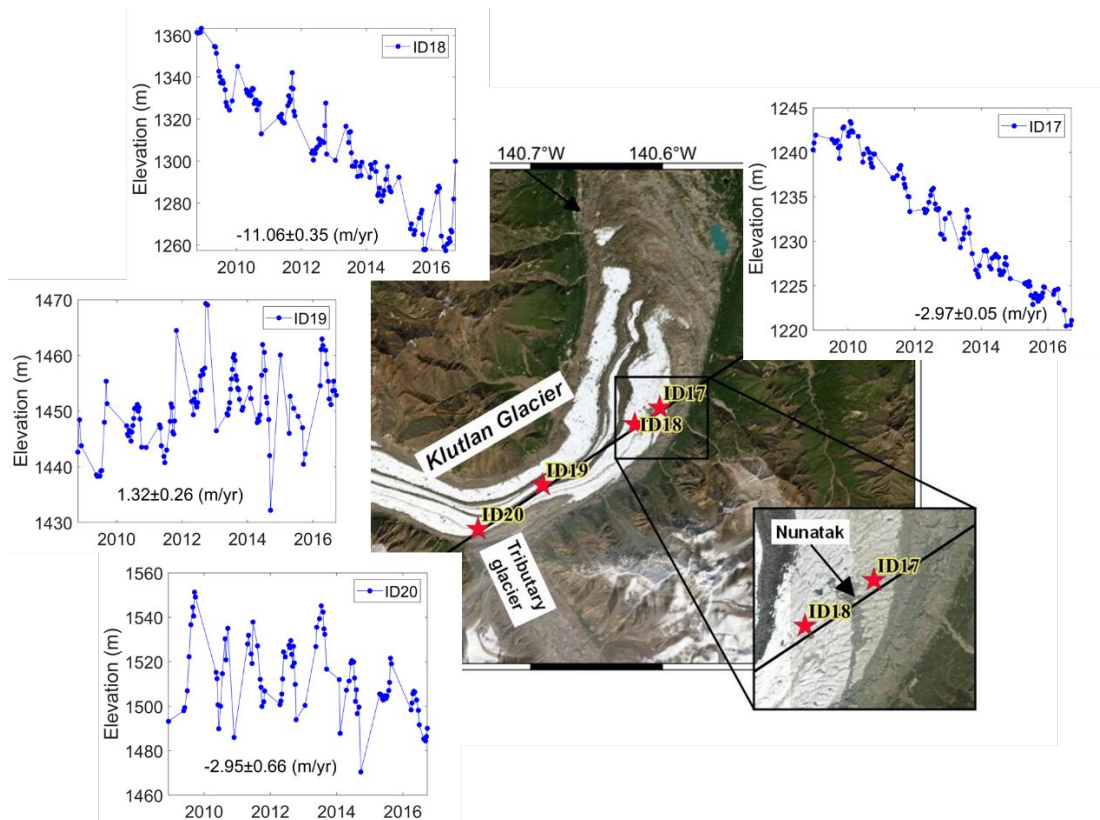 ID18
Elevation (m)
1360
1340
1320
1300
1280
1260
-11.06±0.35 (m/yr)
2010 2012 2014 2016
ID17
Elevation (m)
1245
1240
1235
1230
1225
1220
-2.97±0.05 (m/yr)
2010 2012 2014 2016
ID19
Elevation (m)
1470
1460
1450
1440
1430
1.32±0.26 (m/yr)
2010 2012 2014 2016
ID20
Elevation (m)
1560
1540
1520
1500
1480
1460
-2.95±0.66 (m/yr)
2010 2012 2014 2016
140.7°W 140.6°W
Klutlan Glacier
ID17
ID18
ID19
ID20
Tributary
glacier
Nunatak
ID17
ID18